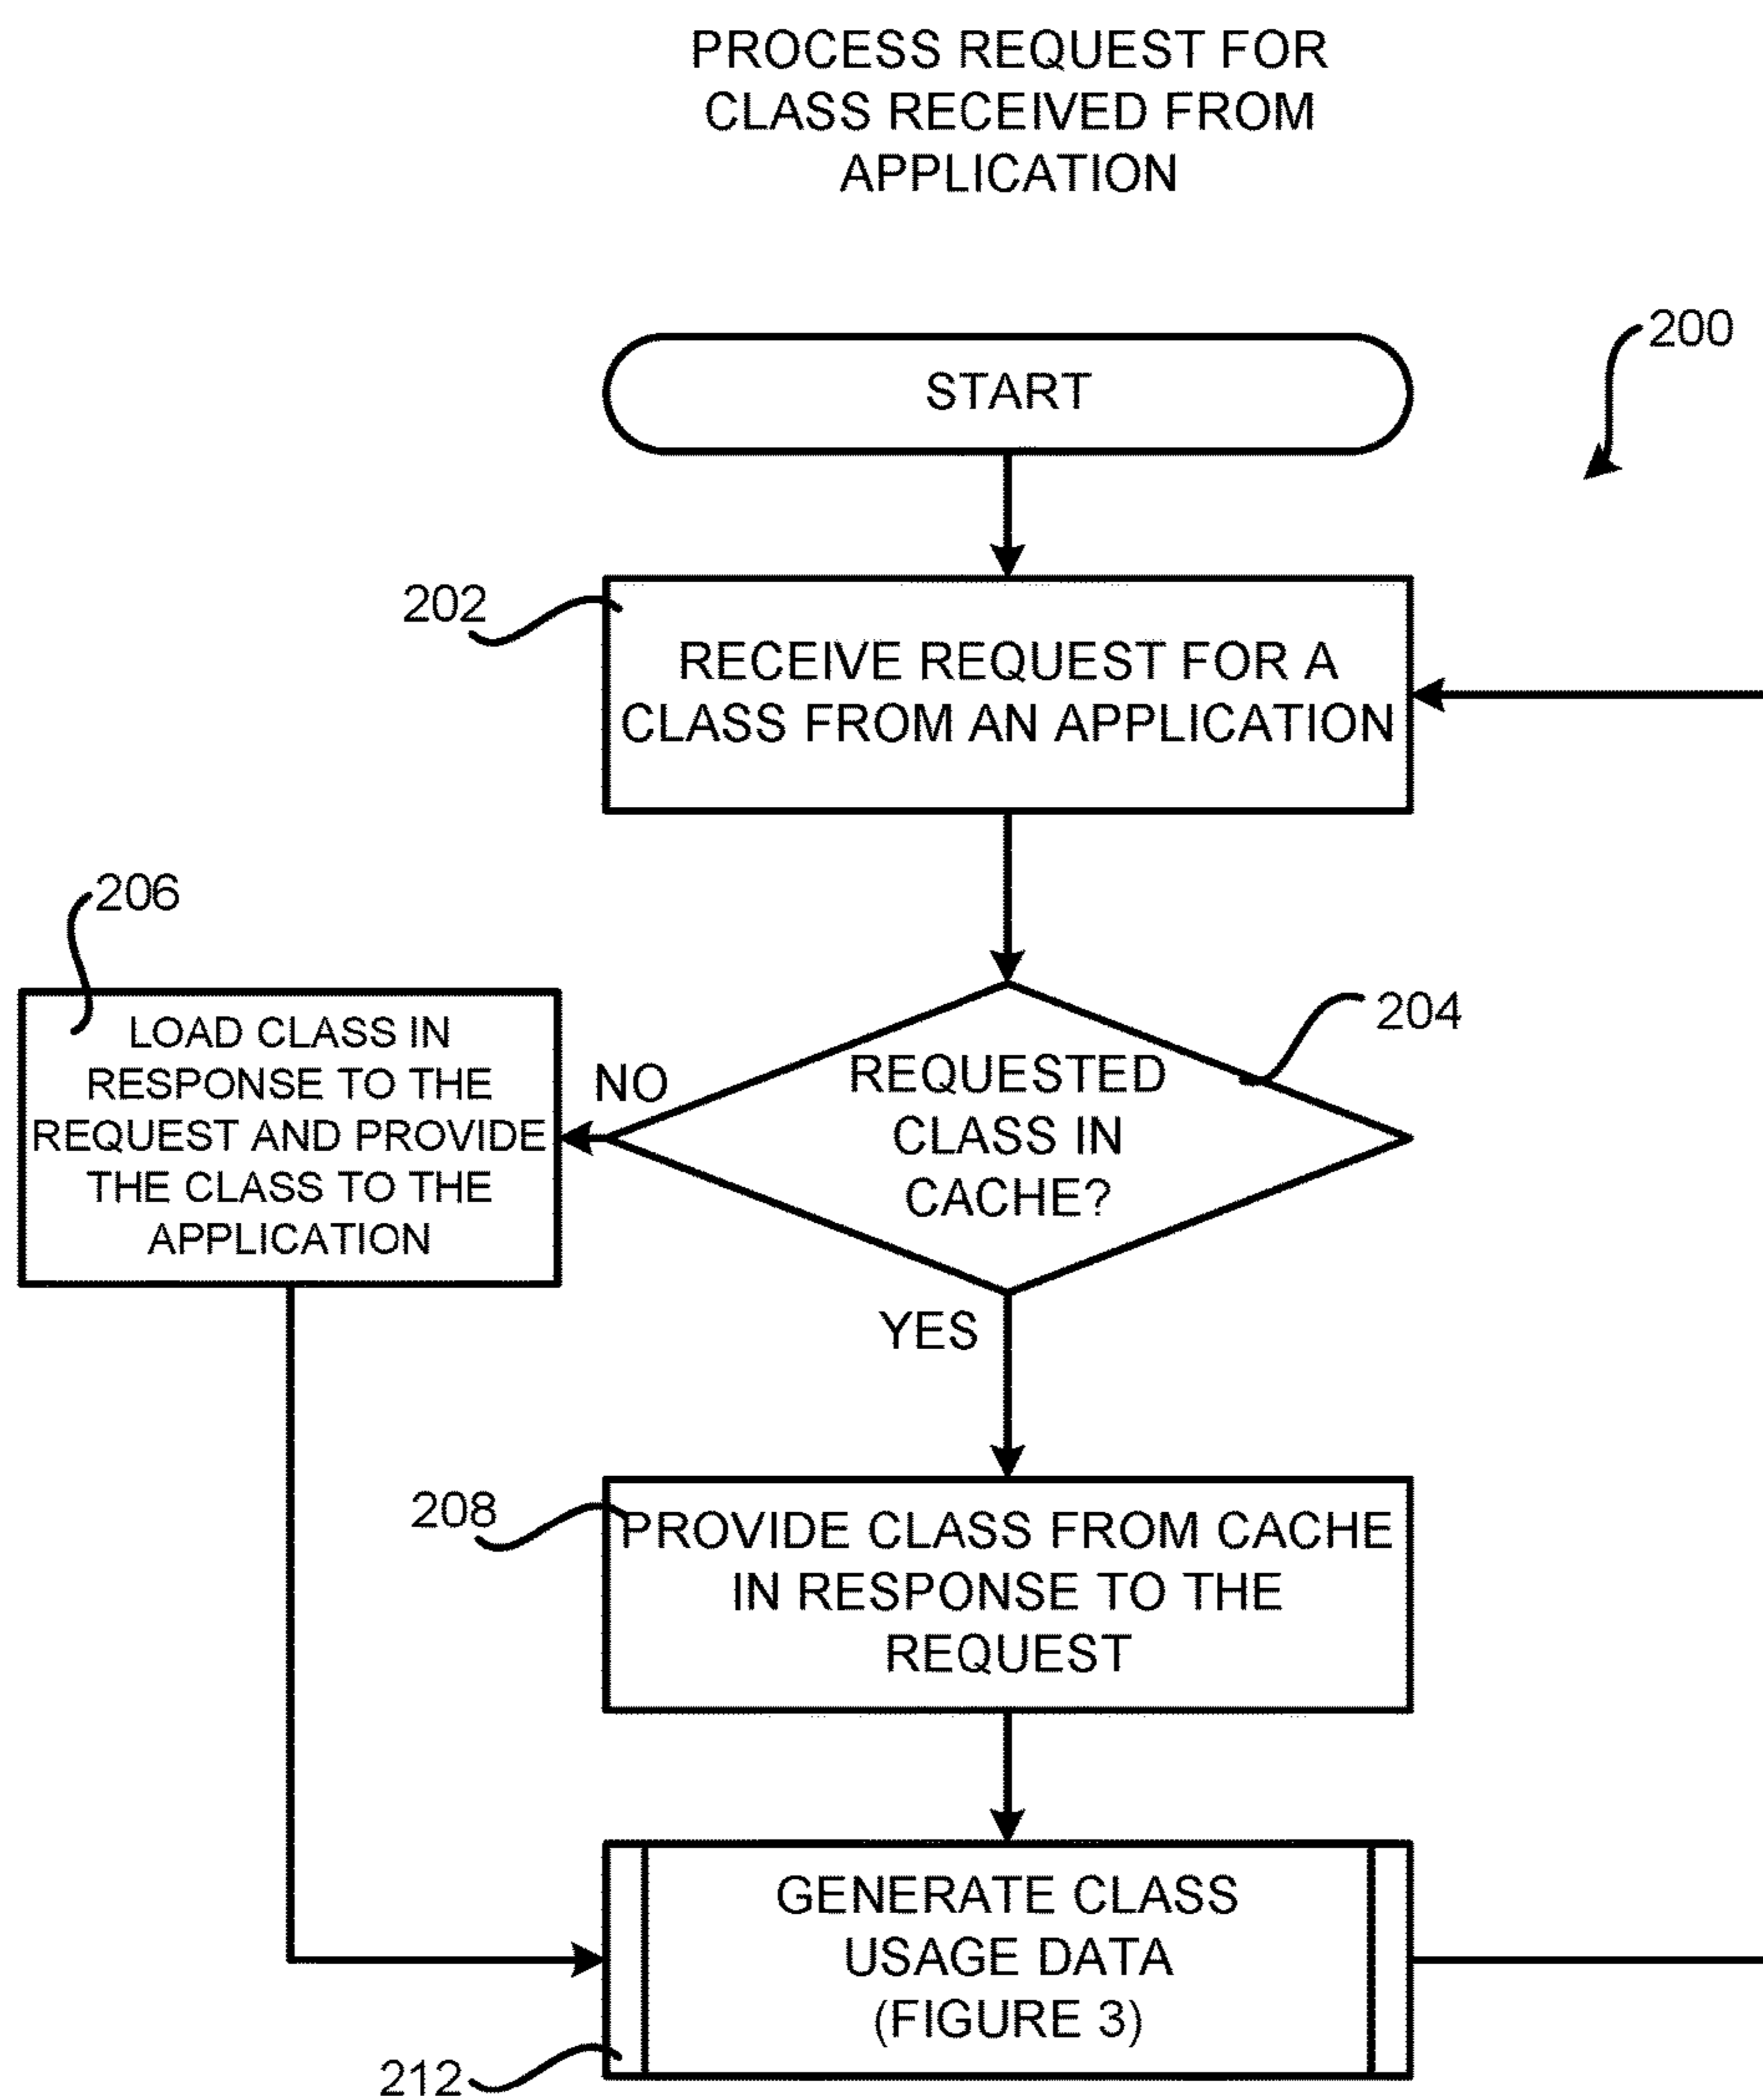 PROCESS REQUEST FOR
CLASS RECEIVED FROM
APPLICATION
200
START
202
RECEIVE REQUEST FOR A
CLASS FROM AN APPLICATION
206
204
LOAD CLASS IN
RESPONSE TO THE
REQUEST AND PROVIDE
THE CLASS TO THE
APPLICATION
NO
REQUESTED
CLASS IN
CACHE?
YES
208
PROVIDE CLASS FROM CACHE
IN RESPONSE TO THE
REQUEST
GENERATE CLASS
USAGE DATA
(FIGURE 3)
212